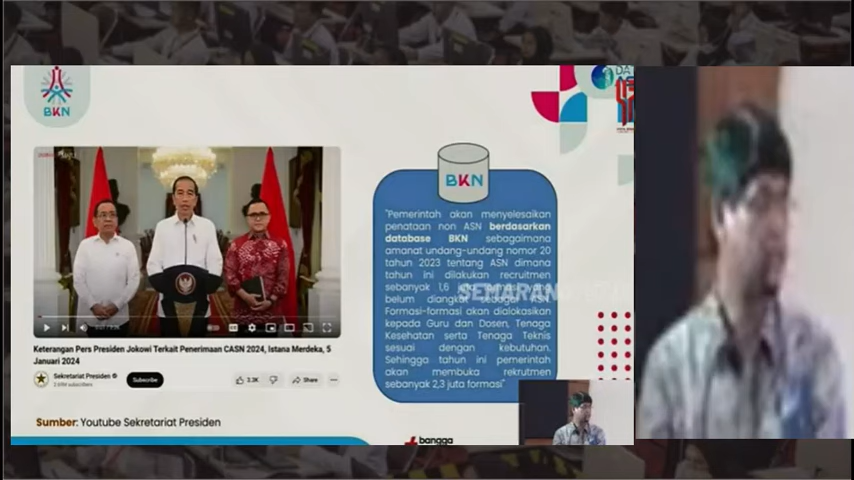 BKN
BKN
"Pemerintah akan menyelesaikan
penataan non ASN berdasarkan
database BKN sebagaimana
amanat undang-undang nomor 20
tahun 2023 tentang ASN dimana
tahun ini dilakukan recruitmen
sebanyak 1,6
belum diangkat sebagai ASN
Formasi-formasi akan dialokasikan
kepada Guru dan Dosen, Tenaga
Kesehatan serta Tenaga Teknis
sesuai dengan kebutuhan.
Sehingga tahun ini pemerintah
akan membuka rekrutmen
sebanyak 2,3 juta formasi"
SEMARANG
Keterangan Pers Presiden Jokowi Terkait Penerimaan CASN 2024, Istana Merdeka, 5
Januari 2024
Sekretariat Presiden
Subscribe
3.3K
Share
Sumber: Youtube Sekretariat Presiden
bangga